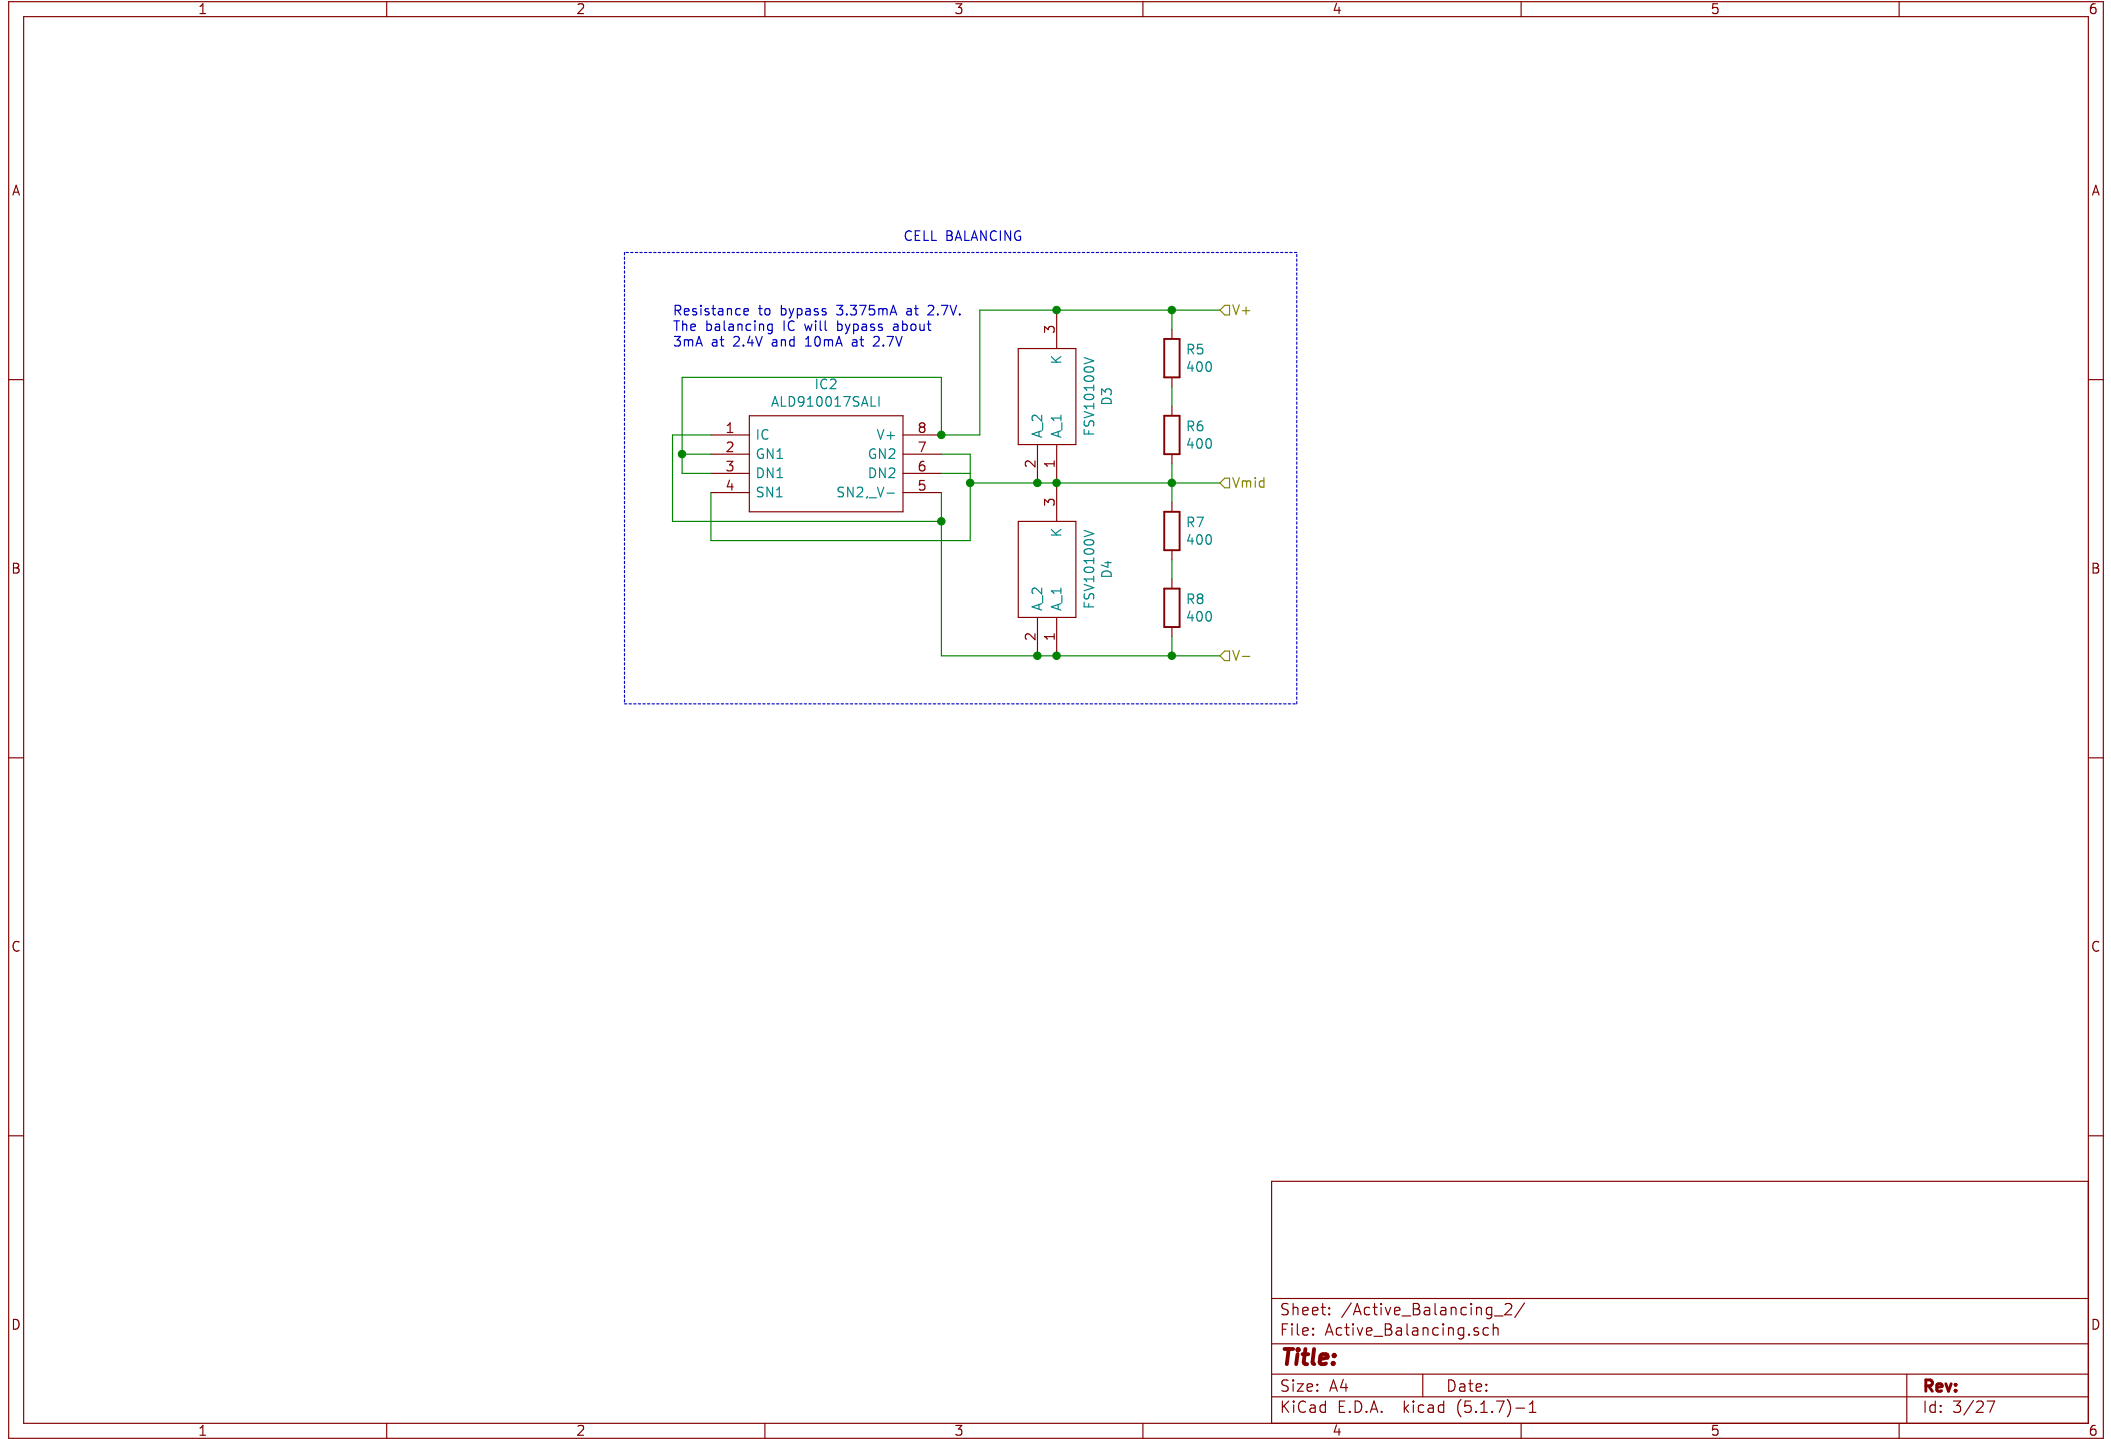 1 2 3 4 5 6
A A
CELL BALANCING
Resistance to bypass 3.375mA at 2.7V.
The balancing IC will bypass about
3mA at 2.4V and 10mA at 2.7V
V+
3
K
R5
400
IC2
ALD910017SALI
FSV10100V
D3
A_2
A_1
2
1
R6
400
1 IC V+ 8
2 GN1 GN2 7
3 DN1 DN2 6
4 SN1 SN2,_V- 5
Vmid
3
K
R7
400
FSV10100V
D4
A_2
A_1
2
1
R8
400
V-
B B
C C
D D
Sheet: /Active_Balancing_2/
File: Active_Balancing.sch
Title:
Size: A4 Date: Rev:
KiCad E.D.A. kicad (5.1.7)-1 Id: 3/27
1 2 3 4 5 6